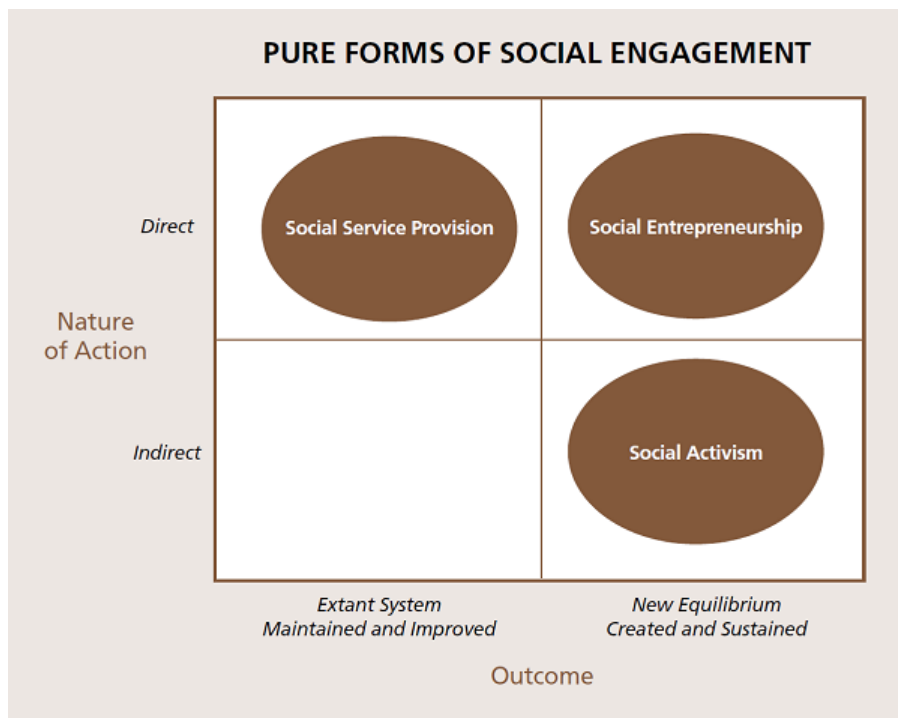 PURE FORMS OF SOCIAL ENGAGEMENT
Direct
Social Service Provision
Social Entrepreneurship
Nature
of Action
Indirect
Social Activism
Extant System
Maintained and Improved
New Equilibrium
Created and Sustained
Outcome